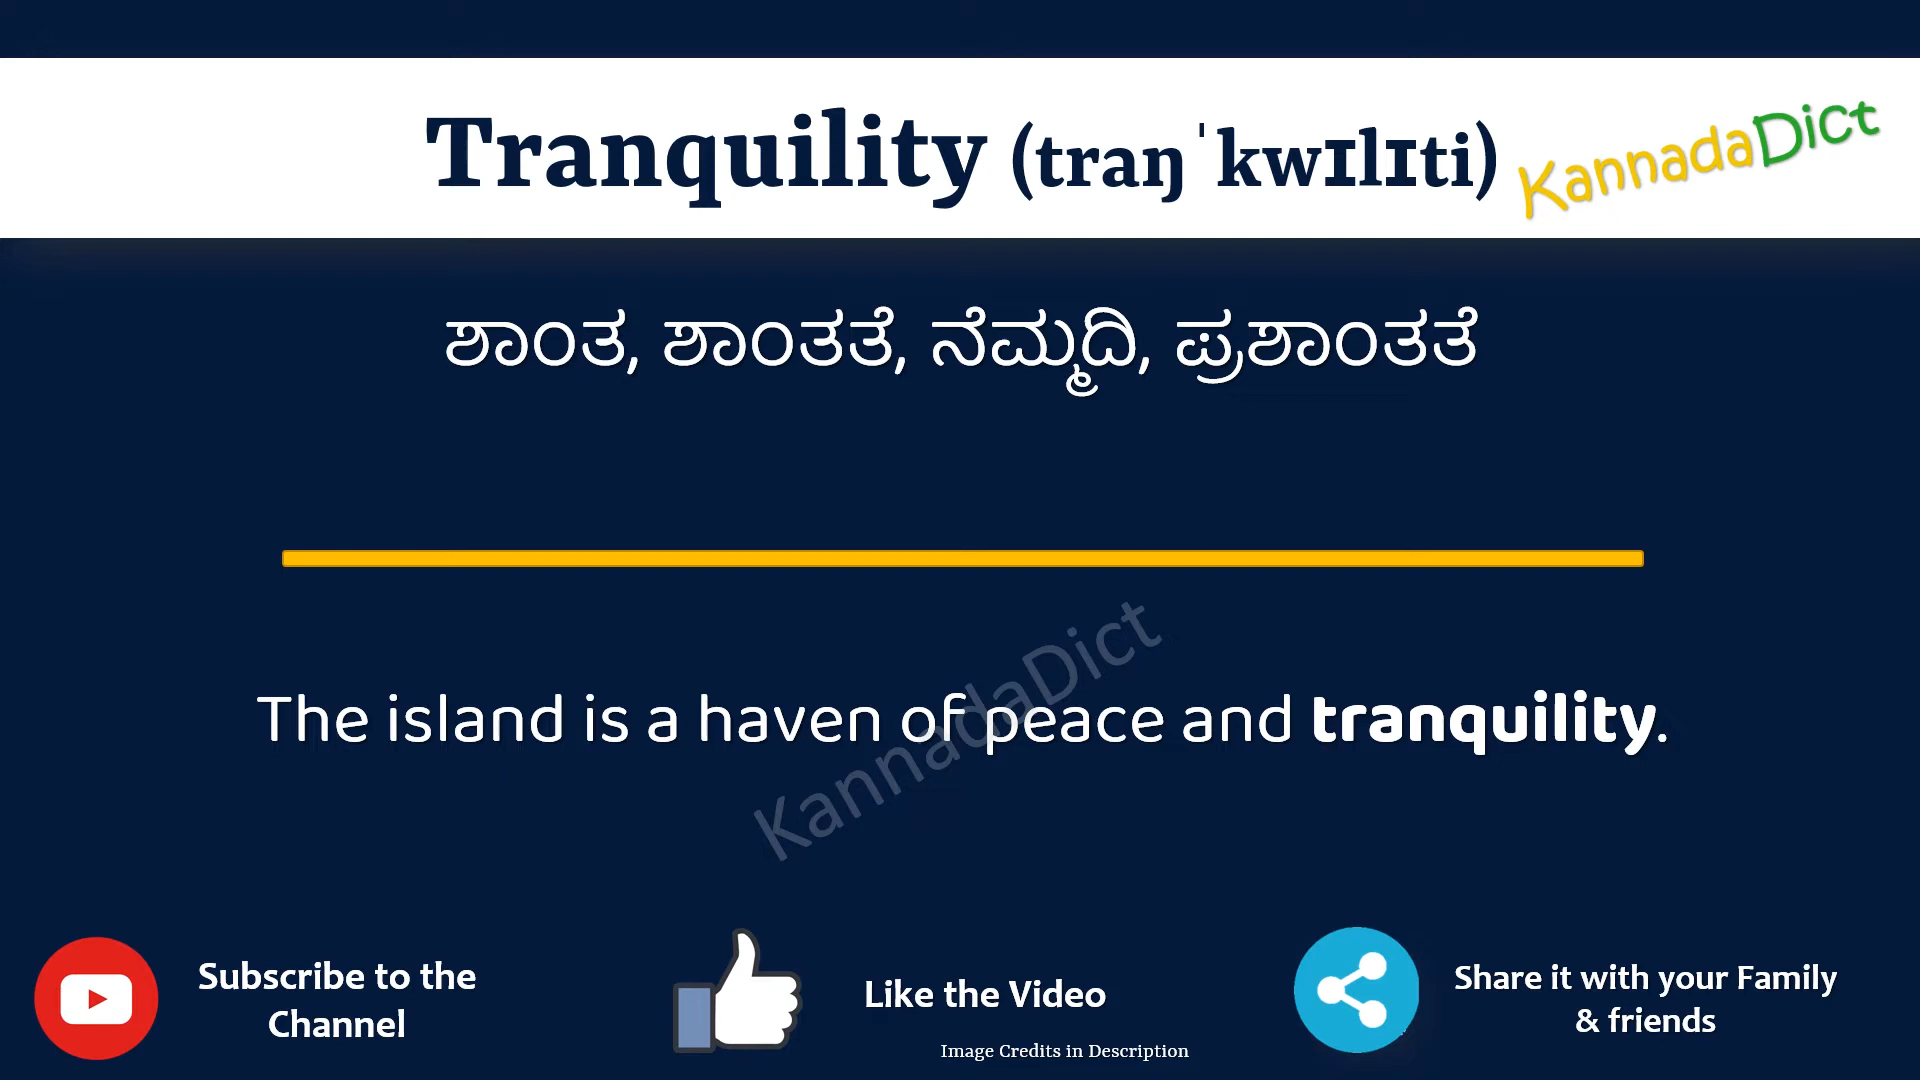 Tranquility (traŋˈkwɪlɪti)
KannadaDict
ಶಾಂತ, ಶಾಂತತೆ, ನೆಮ್ಮದಿ, ಪ್ರಶಾಂತತೆ
The island is a haven of peace and tranquility.
KannadaDict
Subscribe to the
Channel
Like the Video
Share it with your Family
& friends
Image Credits in Description